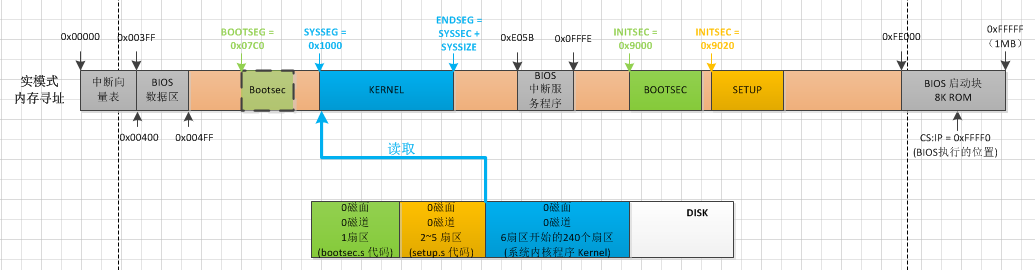 BOOTSEG =
0x07C0
SYSSEG =
0x1000
ENDSEG =
SYSSEC +
SYSSIZE
INITSEC =
0x9000
INITSEC =
0x9020
0xFFFFF
(1MB)
0x00000
0x003FF
0xE05B
0x0FFFE
0xFE000
实模式
内存寻址
中断向
量表
BIOS
数据区
Bootsec
KERNEL
BIOS
中断服
务程序
BOOTSEC
SETUP
BIOS 启动块
8K ROM
0x00400
0x004FF
CS:IP = 0xFFFF0
(BIOS执行的位置)
读取
0磁面
0磁道
1扇区
(bootsec.s 代码)
0磁面
0磁道
2~5 扇区
(setup.s 代码)
0磁面
0磁道
6扇区开始的240个扇区
(系统内核程序 Kernel)
DISK